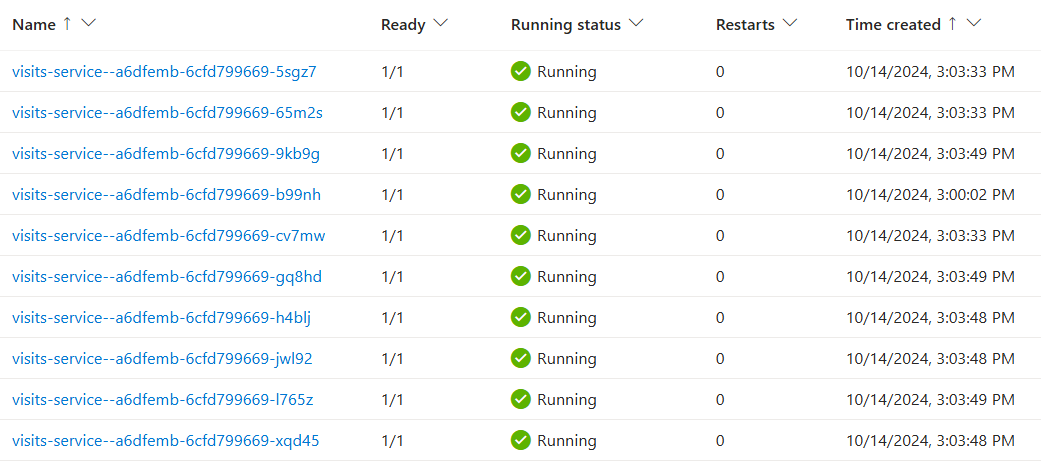 Name ↑ Ready Running status Restarts Time created ↑
visits-service--a6dfemb-6cfd799669-5sgz7 1/1 Running 0 10/14/2024, 3:03:33 PM
visits-service--a6dfemb-6cfd799669-65m2s 1/1 Running 0 10/14/2024, 3:03:33 PM
visits-service--a6dfemb-6cfd799669-9kb9g 1/1 Running 0 10/14/2024, 3:03:49 PM
visits-service--a6dfemb-6cfd799669-b99nh 1/1 Running 0 10/14/2024, 3:00:02 PM
visits-service--a6dfemb-6cfd799669-cv7mw 1/1 Running 0 10/14/2024, 3:03:33 PM
visits-service--a6dfemb-6cfd799669-gq8hd 1/1 Running 0 10/14/2024, 3:03:49 PM
visits-service--a6dfemb-6cfd799669-h4blj 1/1 Running 0 10/14/2024, 3:03:48 PM
visits-service--a6dfemb-6cfd799669-jwl92 1/1 Running 0 10/14/2024, 3:03:48 PM
visits-service--a6dfemb-6cfd799669-l765z 1/1 Running 0 10/14/2024, 3:03:49 PM
visits-service--a6dfemb-6cfd799669-xqd45 1/1 Running 0 10/14/2024, 3:03:48 PM